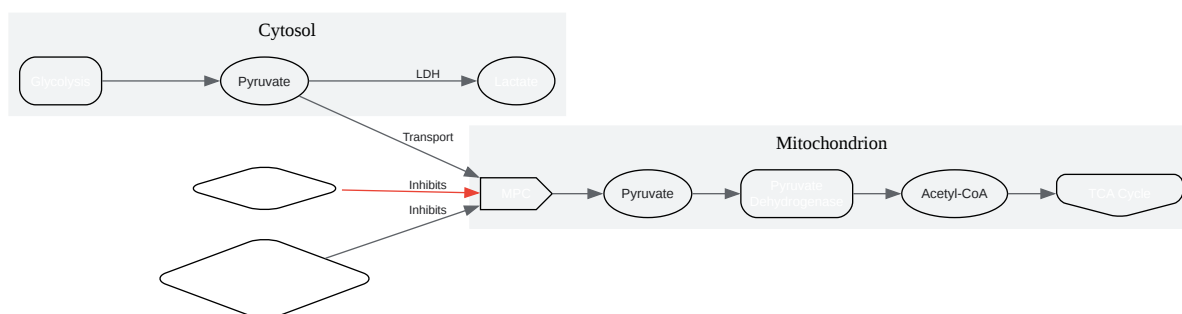 Cytosol
Glycolysis
Pyruvate
LDH
Lactate
Transport
Mitochondrion
Inhibits
MPC
Pyruvate
Pyruvate
Dehydrogenase
Acetyl-CoA
TCA Cycle
Inhibits